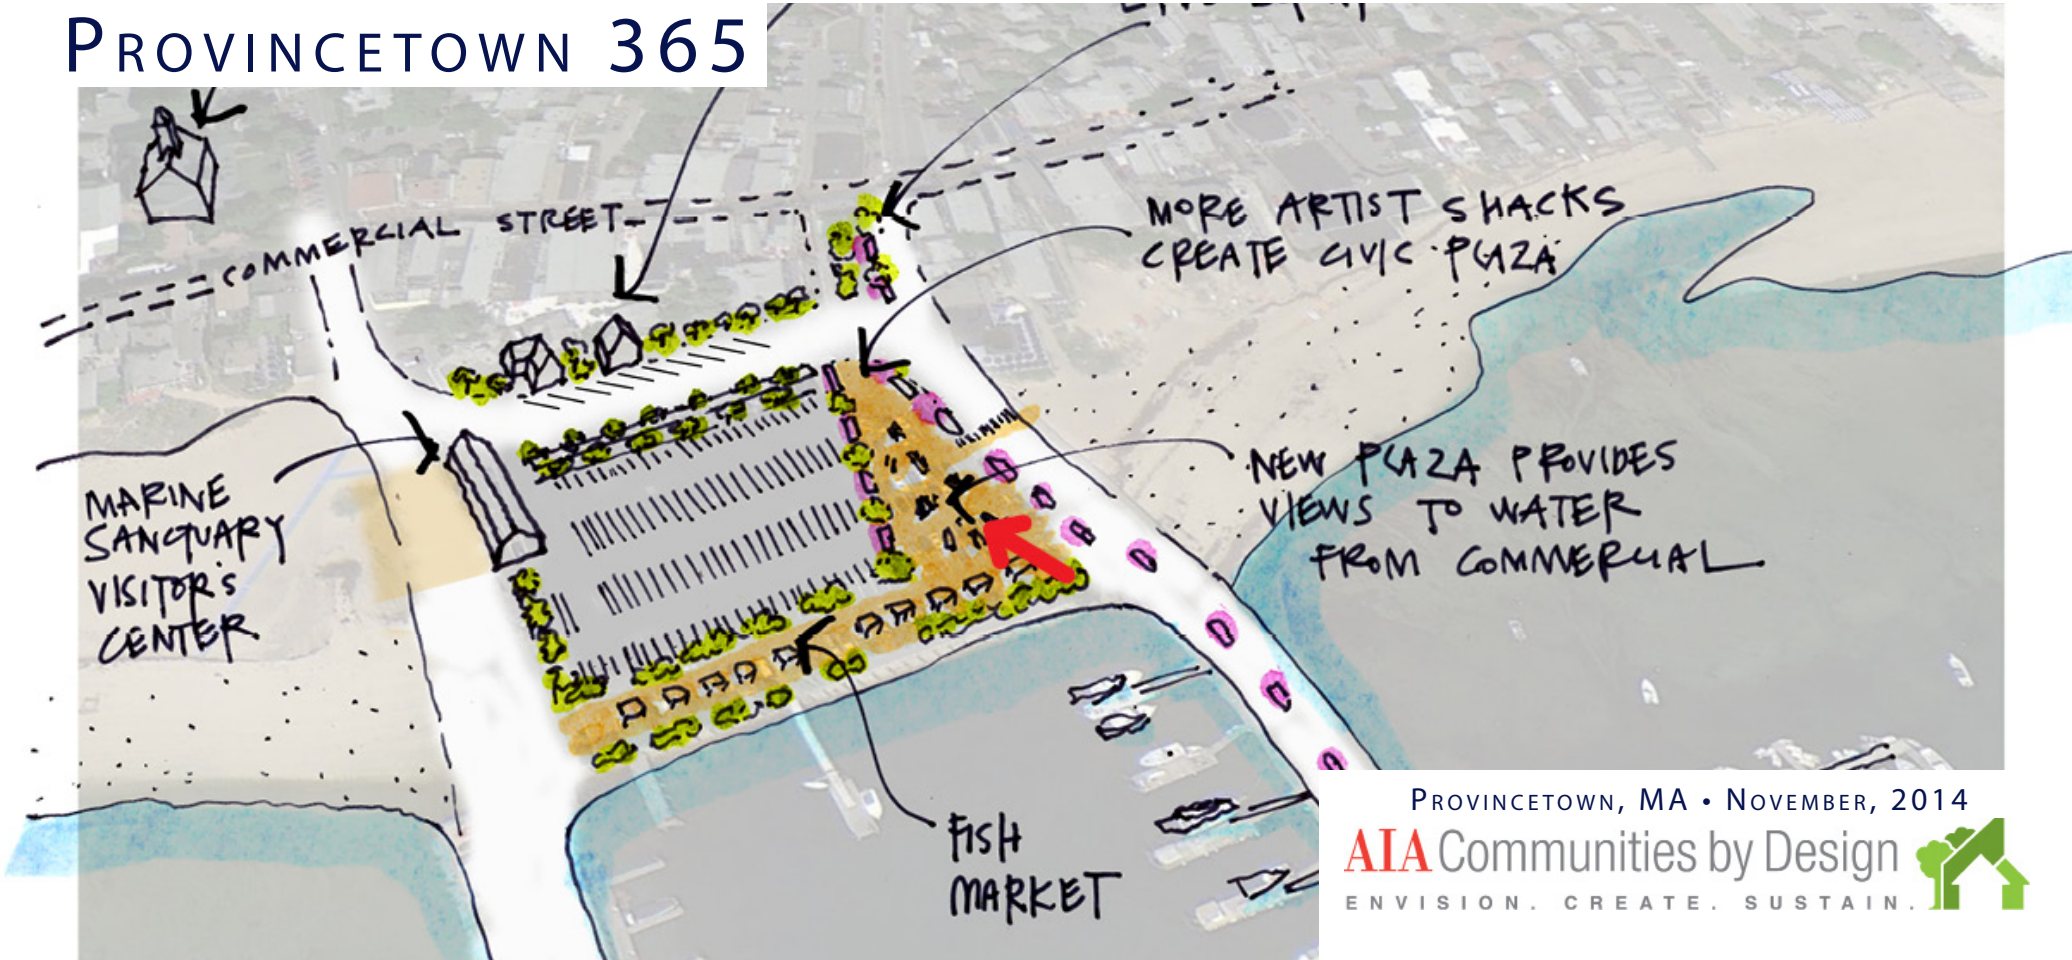 PROVINCETOWN 365
COMMERCIAL STREET
MORE ARTIST SHACKS
CREATE CIVIC PLAZA
MARINE
SANCTUARY
VISITOR'S
CENTER
NEW PLAZA PROVIDES
VIEWS TO WATER
FROM COMMERCIAL
FISH
MARKET
PROVINCETOWN, MA • NOVEMBER, 2014
AIA Communities by Design
ENVISION. CREATE. SUSTAIN.